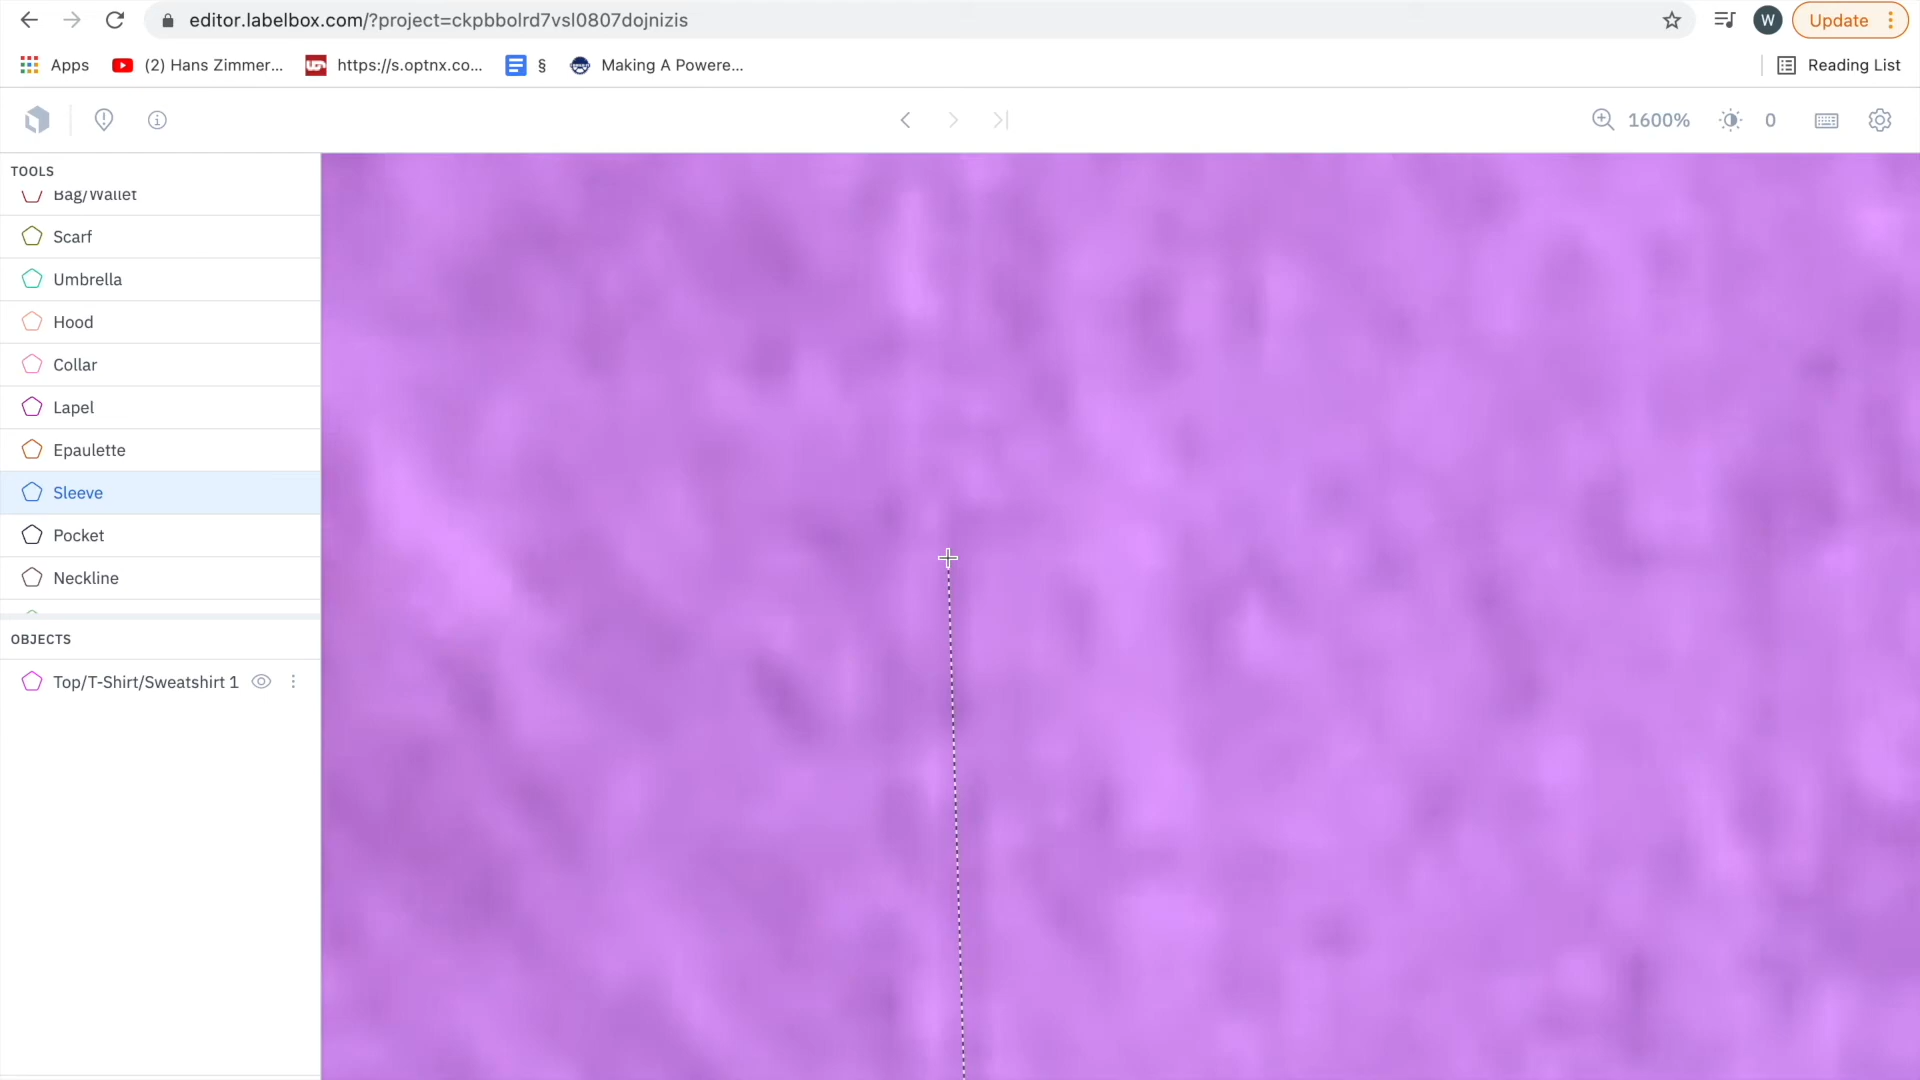 editor.labelbox.com/?project=ckpbbolrd7vsl0807dojnizis
W
Update
Apps
(2) Hans Zimmer...
https://s.optnx.co...
§
Making A Powere...
Reading List
1600%
0
TOOLS
Bag/Wallet
Scarf
Umbrella
Hood
Collar
Lapel
Epaulette
Sleeve
Pocket
Neckline
OBJECTS
Top/T-Shirt/Sweatshirt 1